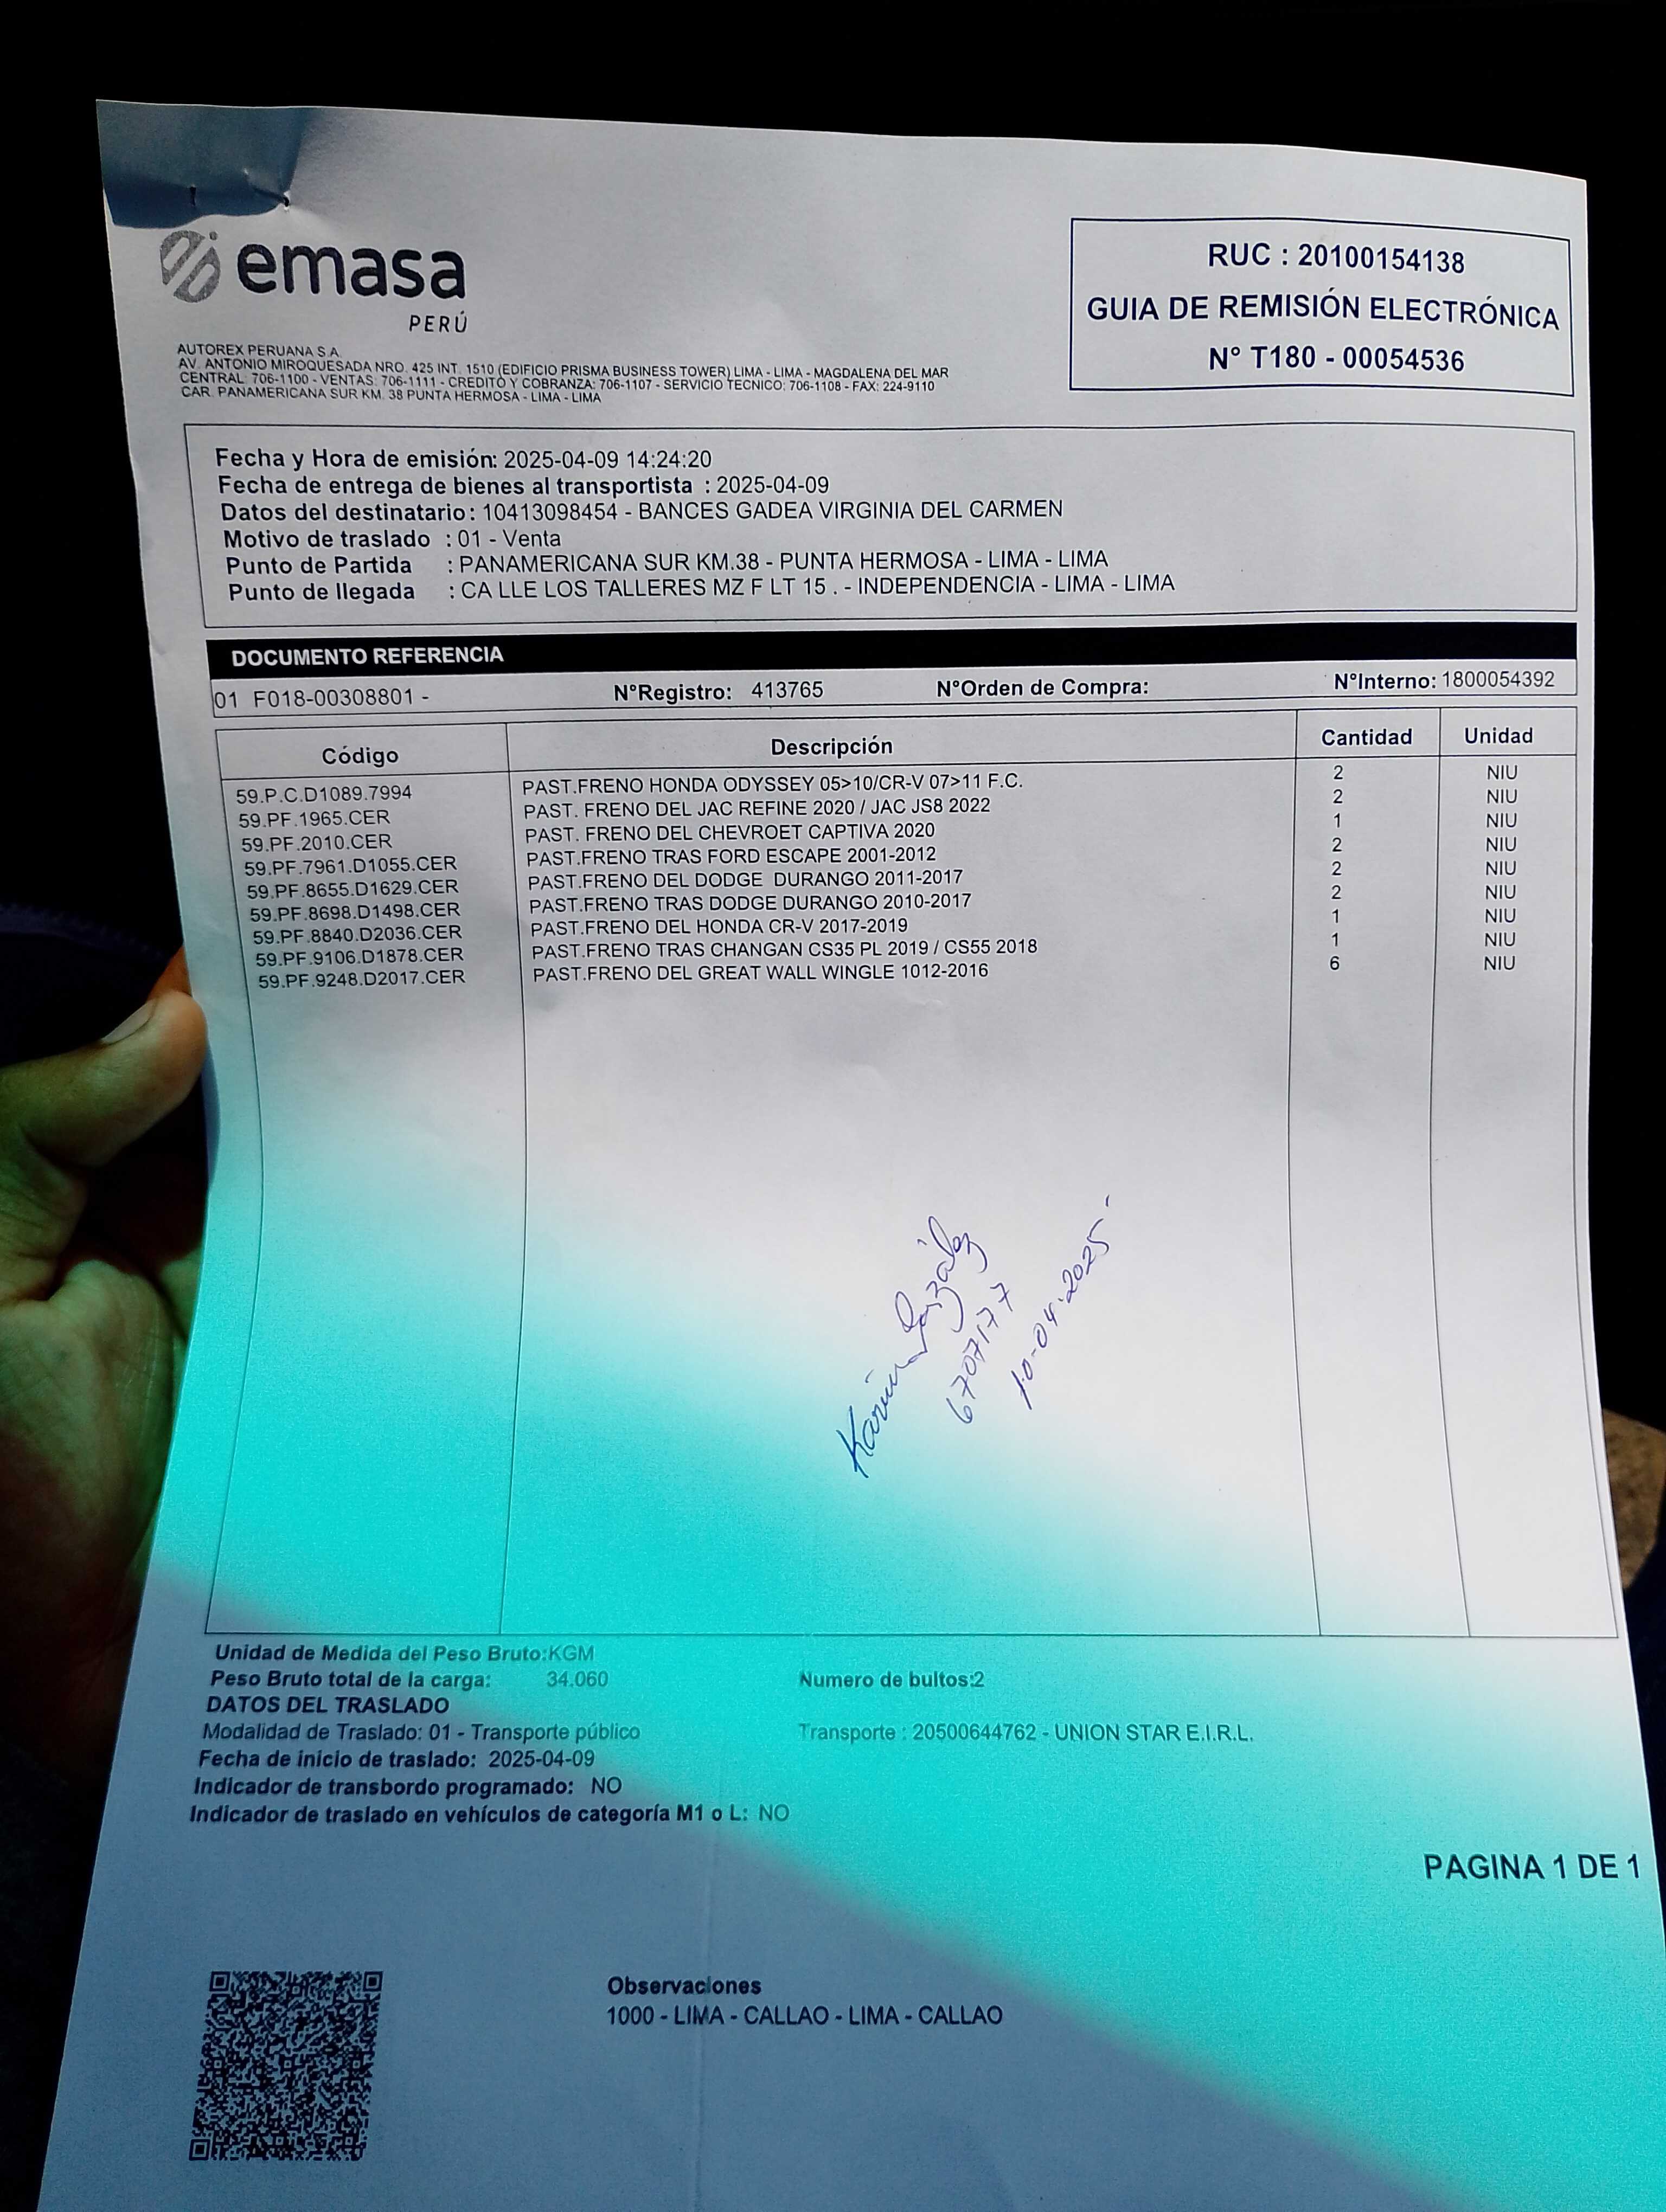 emasa
PERÚ
RUC : 20100154138
GUIA DE REMISIÓN ELECTRÓNICA
N° T180 - 00054536
AUTOREX PERUANA S.A.
AV. ANTONIO MIROQUESADA NRO. 425 INT. 1510 (EDIFICIO PRISMA BUSINESS TOWER) LIMA - LIMA - MAGDALENA DEL MAR
CENTRAL: 706-1100 - VENTAS: 706-1111 - CREDITO Y COBRANZA: 706-1107 - SERVICIO TECNICO: 706-1108 - FAX: 224-9110
CAR. PANAMERICANA SUR KM. 38 PUNTA HERMOSA - LIMA - LIMA
Fecha y Hora de emisión: 2025-04-09 14:24:20
Fecha de entrega de bienes al transportista : 2025-04-09
Datos del destinatario : 10413098454 - BANCES GADEA VIRGINIA DEL CARMEN
Motivo de traslado : 01 - Venta
Punto de Partida : PANAMERICANA SUR KM.38 - PUNTA HERMOSA - LIMA - LIMA
Punto de llegada : CA LLE LOS TALLERES MZ F LT 15 . - INDEPENDENCIA - LIMA - LIMA
DOCUMENTO REFERENCIA
01 F018-00308801 - N°Registro: 413765 N°Orden de Compra: N°Interno: 1800054392
Código Descripción Cantidad Unidad
59.P.C.D1089.7994 PAST.FRENO HONDA ODYSSEY 05>10/CR-V 07>11 F.C. 2 NIU
59.PF.1965.CER PAST. FRENO DEL JAC REFINE 2020 / JAC JS8 2022 2 NIU
59.PF.2010.CER PAST. FRENO DEL CHEVROET CAPTIVA 2020 1 NIU
59.PF.7961.D1055.CER PAST.FRENO TRAS FORD ESCAPE 2001-2012 2 NIU
59.PF.8655.D1629.CER PAST.FRENO DEL DODGE DURANGO 2011-2017 2 NIU
59.PF.8698.D1498.CER PAST.FRENO TRAS DODGE DURANGO 2010-2017 2 NIU
59.PF.8840.D2036.CER PAST.FRENO DEL HONDA CR-V 2017-2019 1 NIU
59.PF.9106.D1878.CER PAST.FRENO TRAS CHANGAN CS35 PL 2019 / CS55 2018 1 NIU
59.PF.9248.D2017.CER PAST.FRENO DEL GREAT WALL WINGLE 1012-2016 6 NIU
Karina González
6707177
10-04-2025
Unidad de Medida del Peso Bruto:KGM
Peso Bruto total de la carga: 34.060 Numero de bultos:2
DATOS DEL TRASLADO
Modalidad de Traslado: 01 - Transporte público Transporte : 20500644762 - UNION STAR E.I.R.L.
Fecha de inicio de traslado: 2025-04-09
Indicador de transbordo programado: NO
Indicador de traslado en vehículos de categoría M1 o L: NO
PAGINA 1 DE 1
Observaciones
1000 - LIMA - CALLAO - LIMA - CALLAO